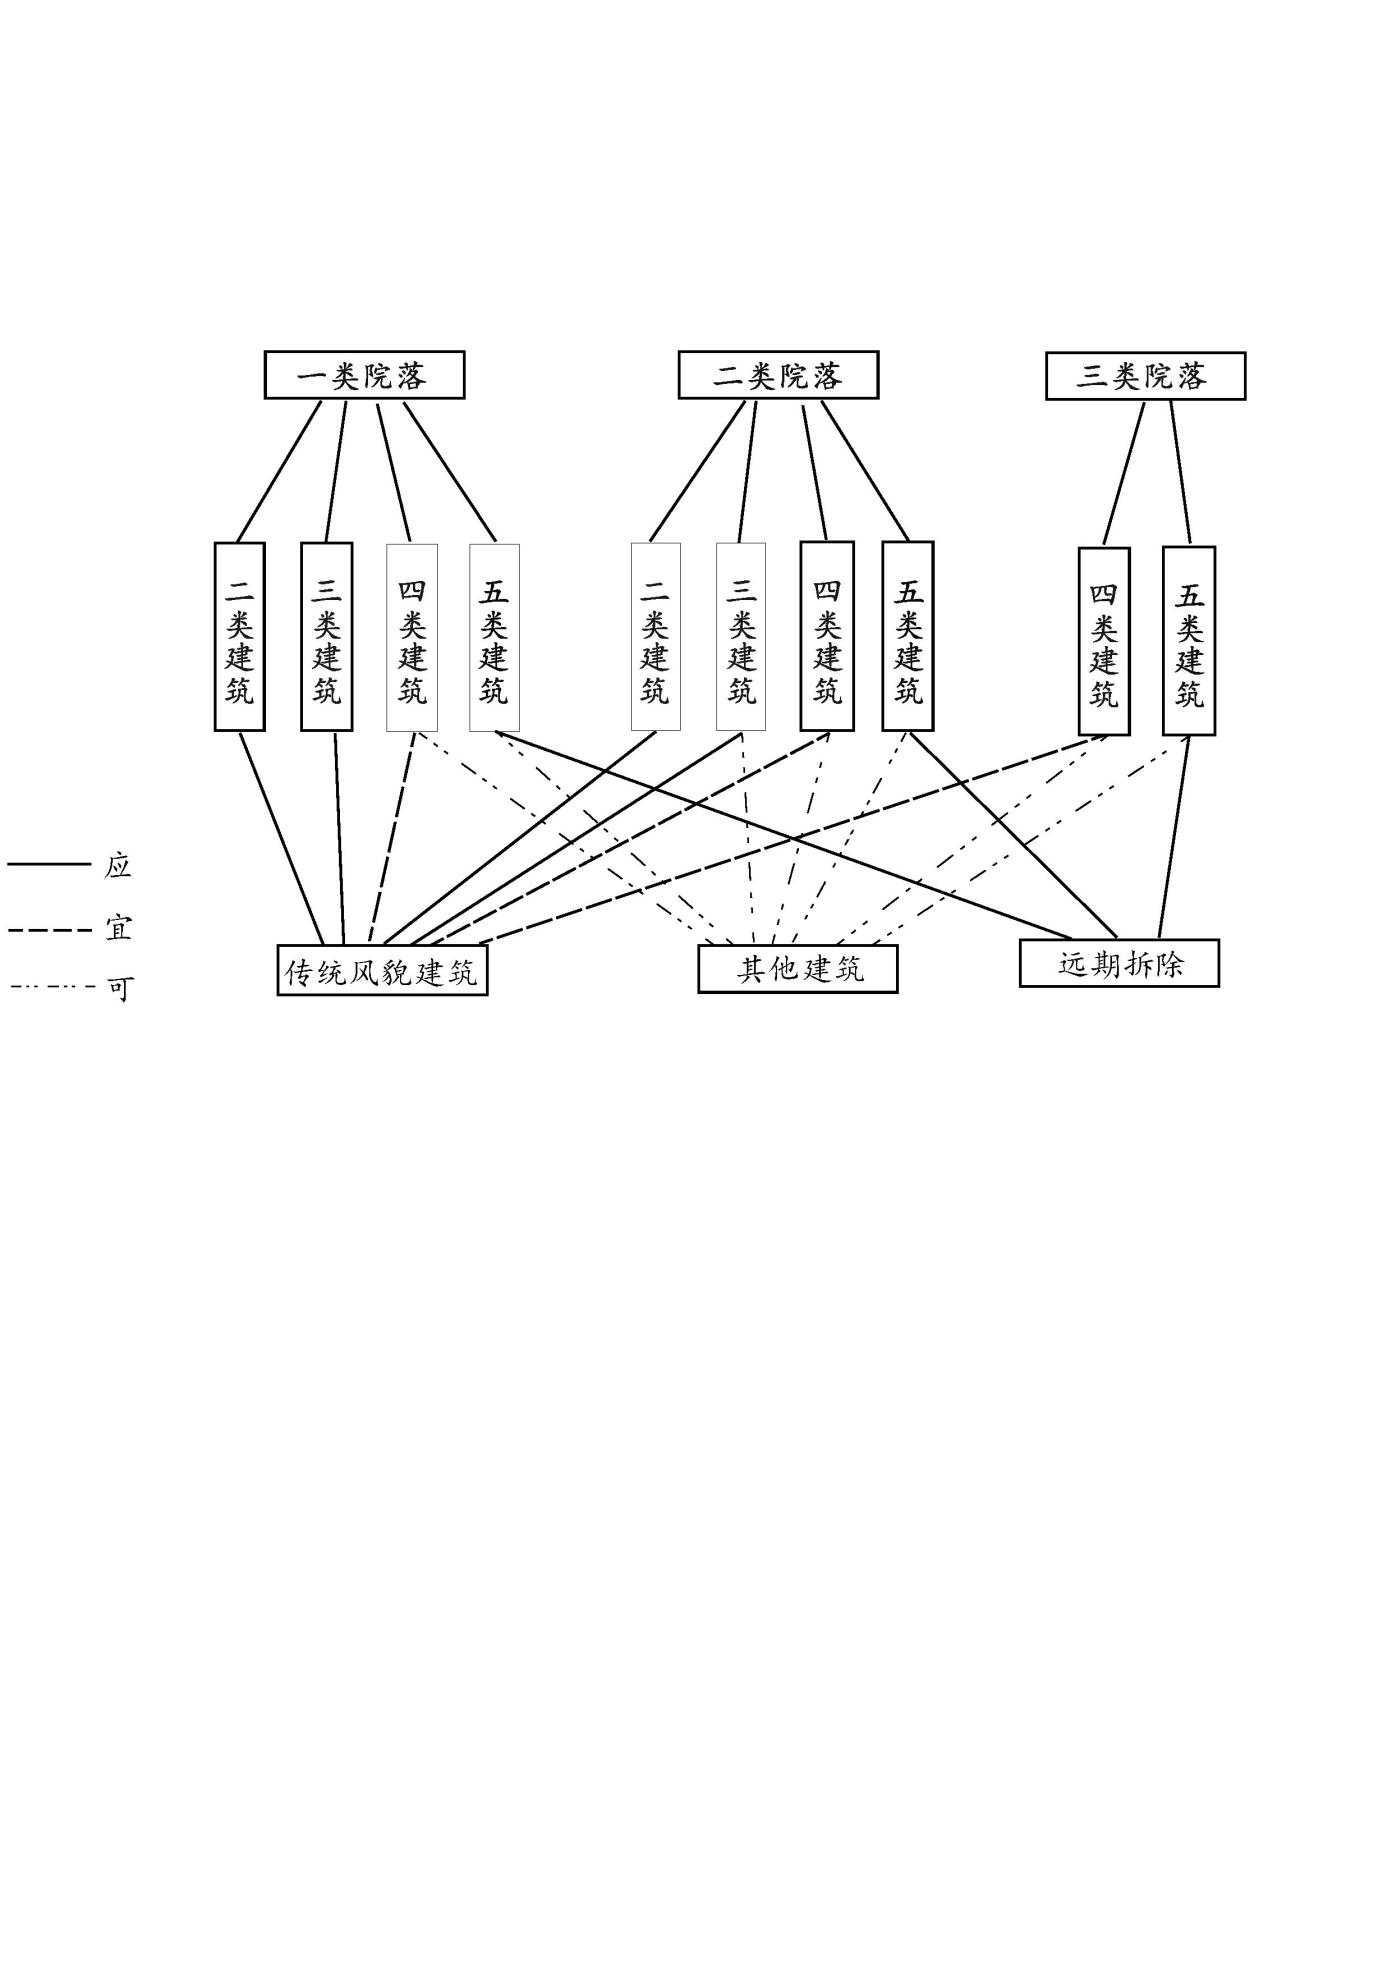 一类院落
二类院落
三类院落
二类建筑
三类建筑
四类建筑
五类建筑
二类建筑
三类建筑
四类建筑
五类建筑
四类建筑
五类建筑
应
宜
可
传统风貌建筑
其他建筑
远期拆除